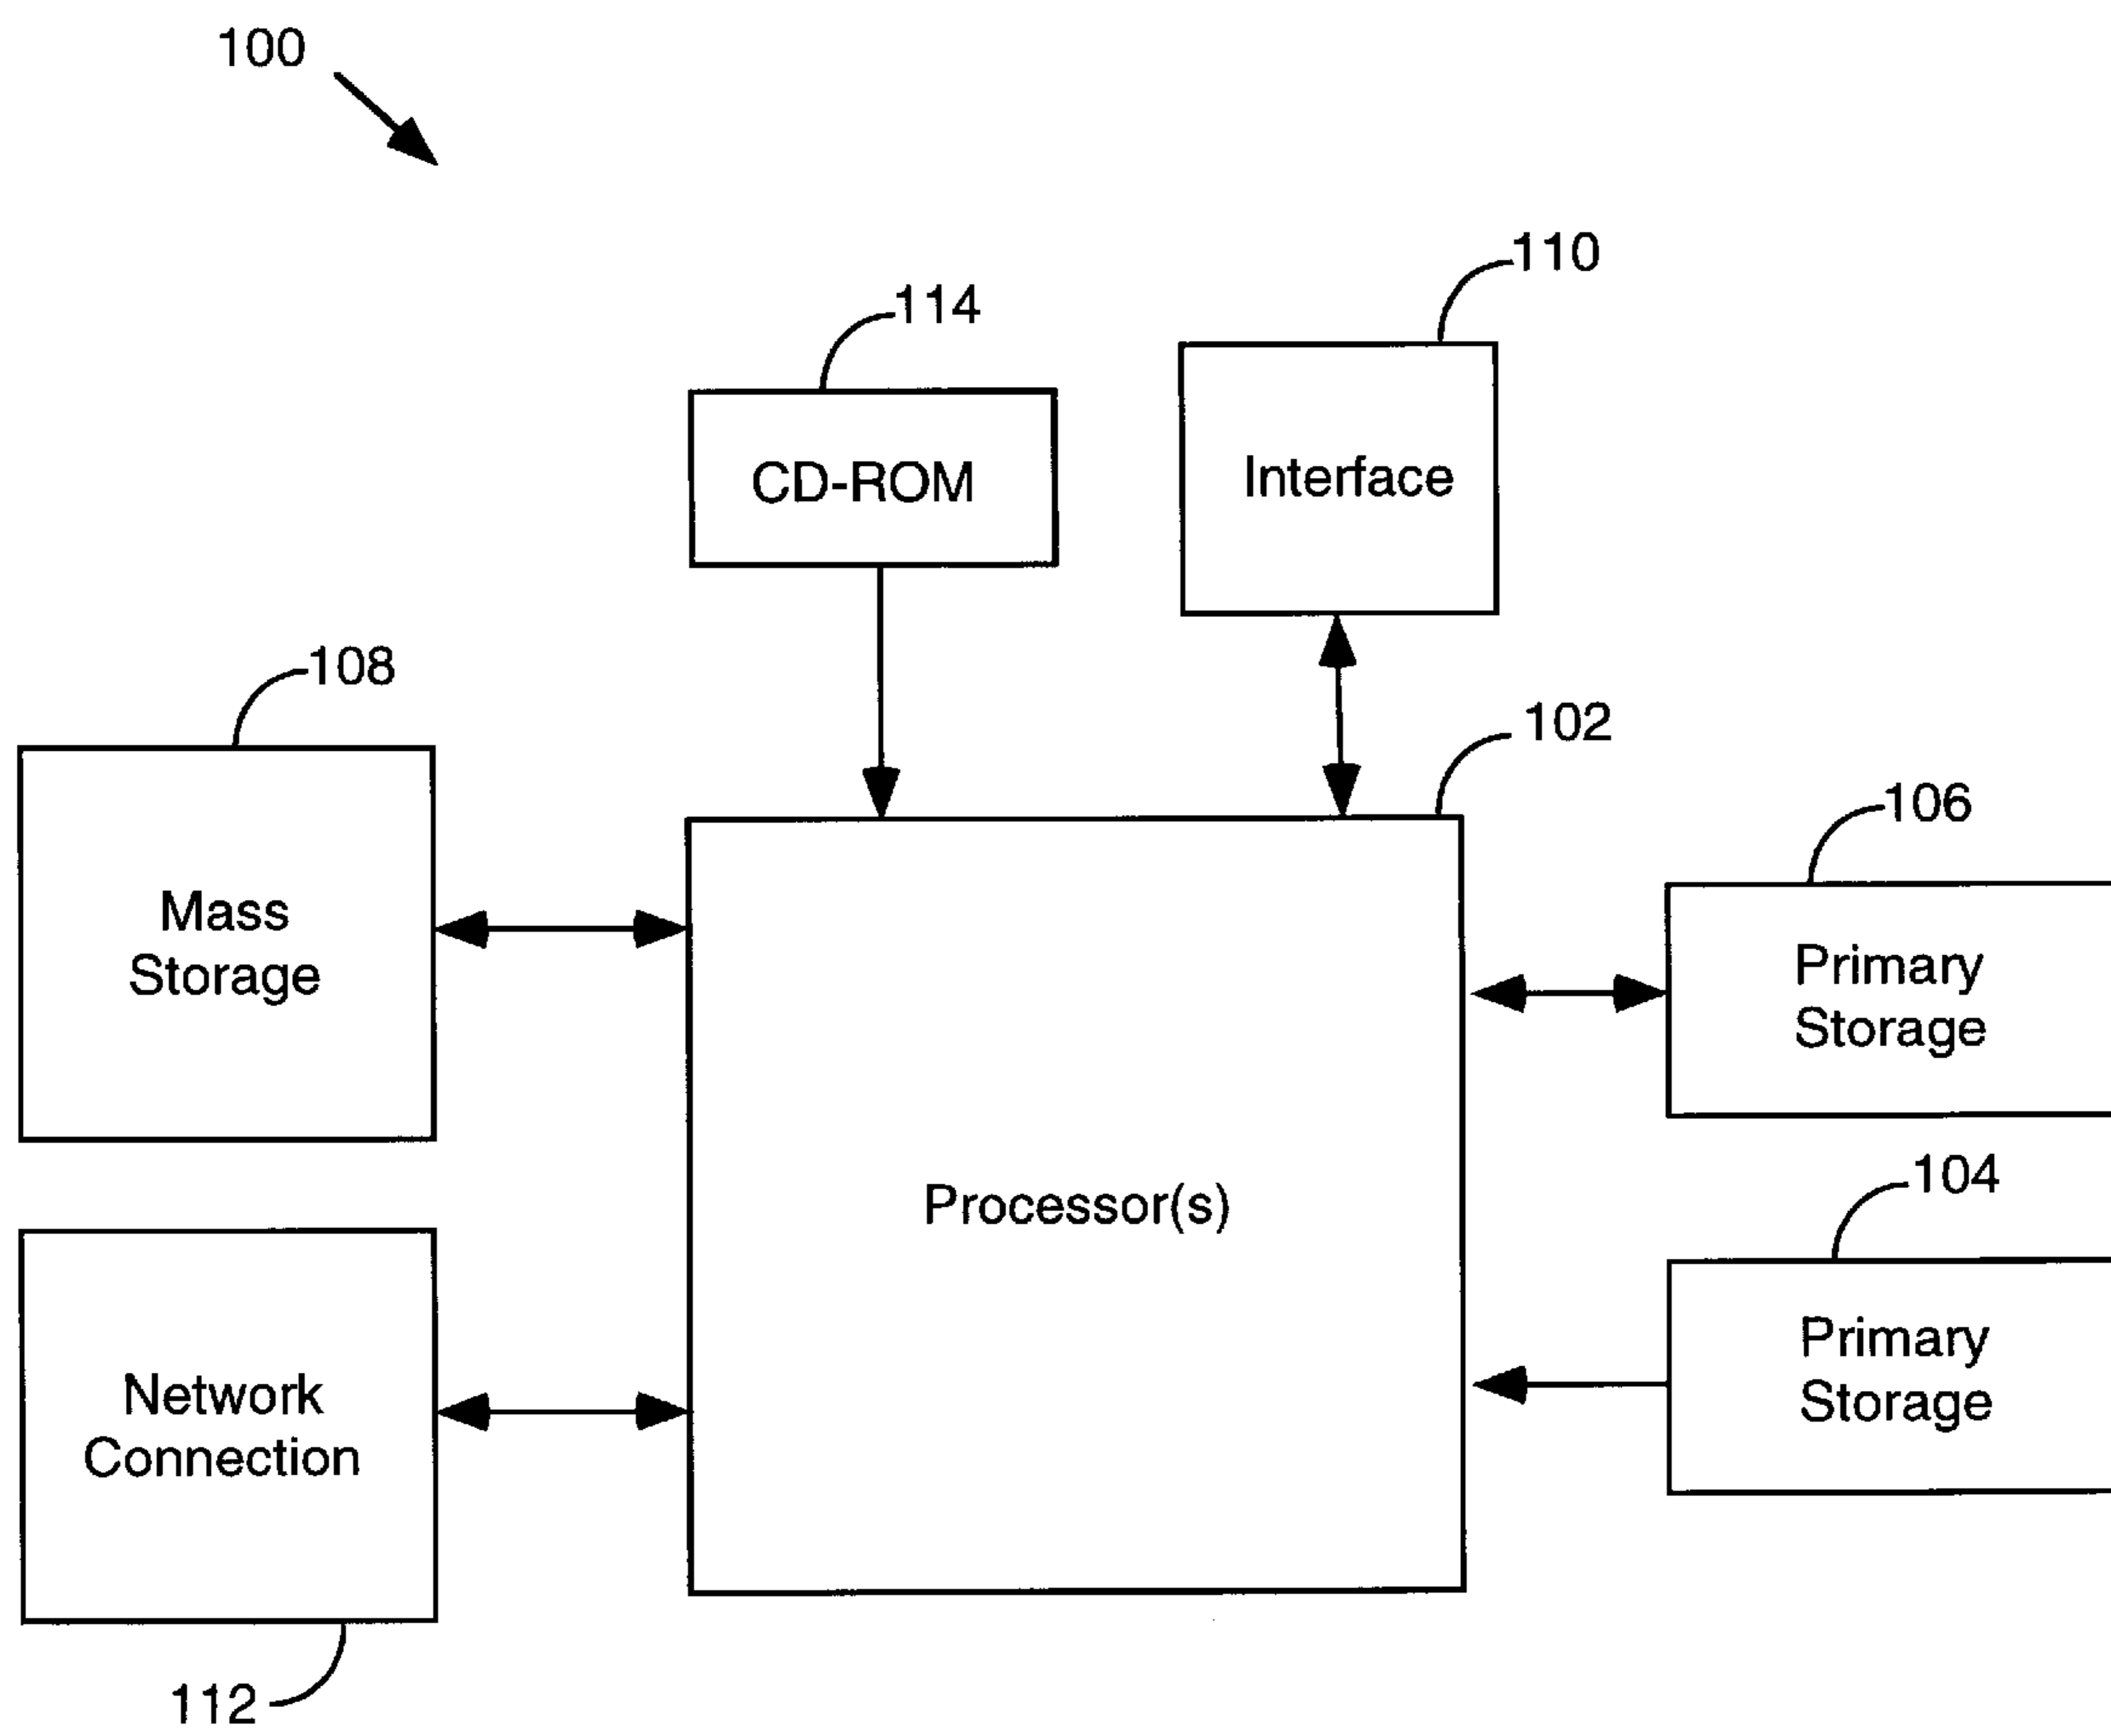 100
110
114
CD-ROM
Interface
108
102
106
Mass
Storage
Primary
Storage
104
Processor(s)
Primary
Storage
Network
Connection
112